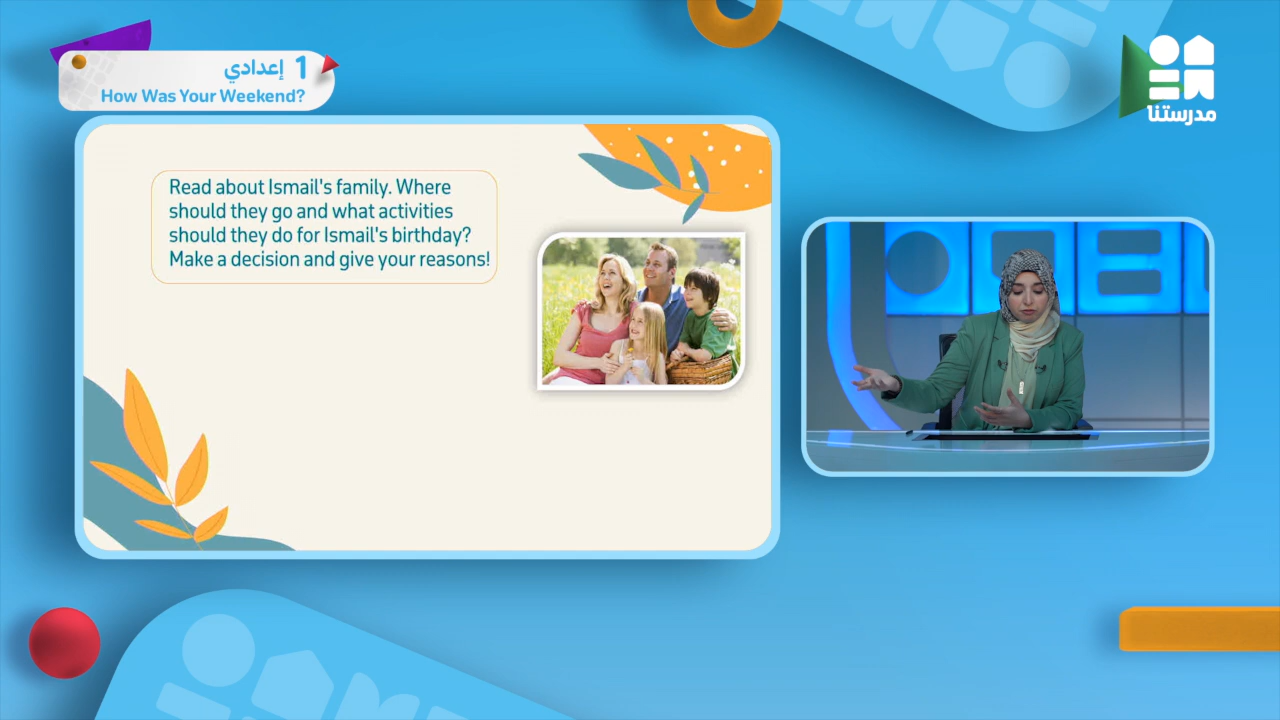 1 إعدادي
How Was Your Weekend?
مدرستنا
Read about Ismail's family. Where
should they go and what activities
should they do for Ismail's birthday?
Make a decision and give your reasons!